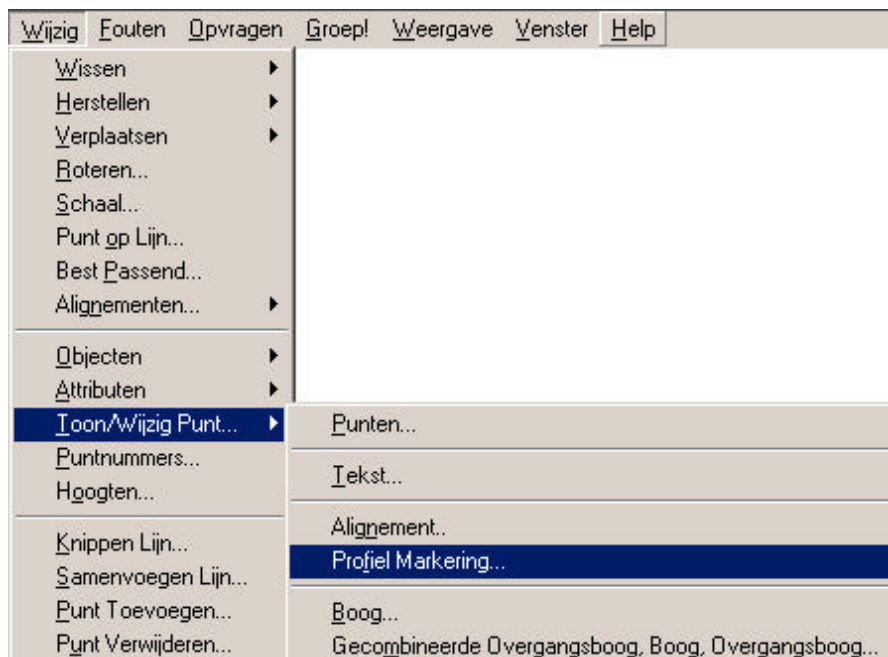 Wijzig Fouten Opvragen Groep! Weergave Venster Help
Wissen
Herstellen
Verplaatsen
Roteren...
Schaal...
Punt op Lijn...
Best Passend...
Alignementen...
Objecten
Attributen
Toon/Wijzig Punt...
Puntnummers...
Hoogten...
Knippen Lijn...
Samenvoegen Lijn...
Punt Toevoegen...
Punt Verwijderen...
Punten...
Tekst...
Alignement..
Profiel Markering...
Boog...
Gecombineerde Overgangsboog, Boog, Overgangsboog...